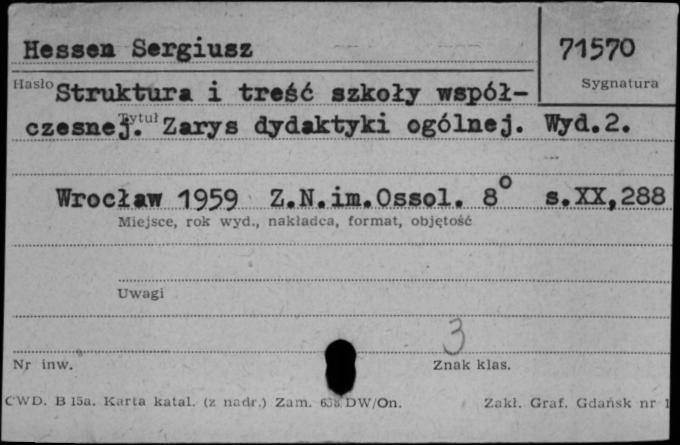 Hessen Sergiusz
71570
Hasło
Sygnatura
Struktura i treść szkoły współ-
Tytuł
czesnej. Zarys dydaktyki ogólnej. Wyd.2.
Wrocław 1959 Z.N.im.Ossol. 8° s.XX,288
Miejsce, rok wyd., nakładca, format, objętość
Uwagi
3
Nr inw.
Znak klas.
CWD. B 15a. Karta katal. (z nadr.) Zam. DW/On.
Zakł. Graf. Gdańsk nr 1